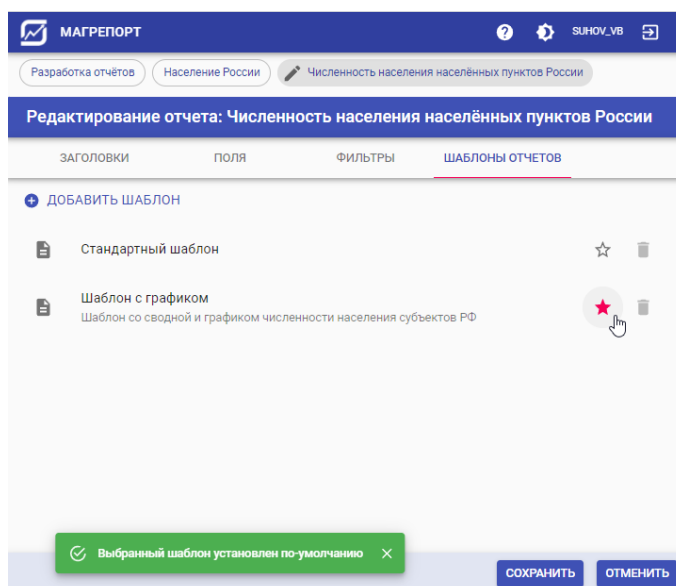 МАГРЕПОРТ
SUHOV_VB
Разработка отчётов
Население России
Численность населения населённых пунктов России
Редактирование отчета: Численность населения населённых пунктов России
ЗАГОЛОВКИ
ПОЛЯ
ФИЛЬТРЫ
ШАБЛОНЫ ОТЧЕТОВ
ДОБАВИТЬ ШАБЛОН
Стандартный шаблон
Шаблон с графиком
Шаблон со сводной и графиком численности населения субъектов РФ
Выбранный шаблон установлен по-умолчанию
СОХРАНИТЬ
ОТМЕНИТЬ